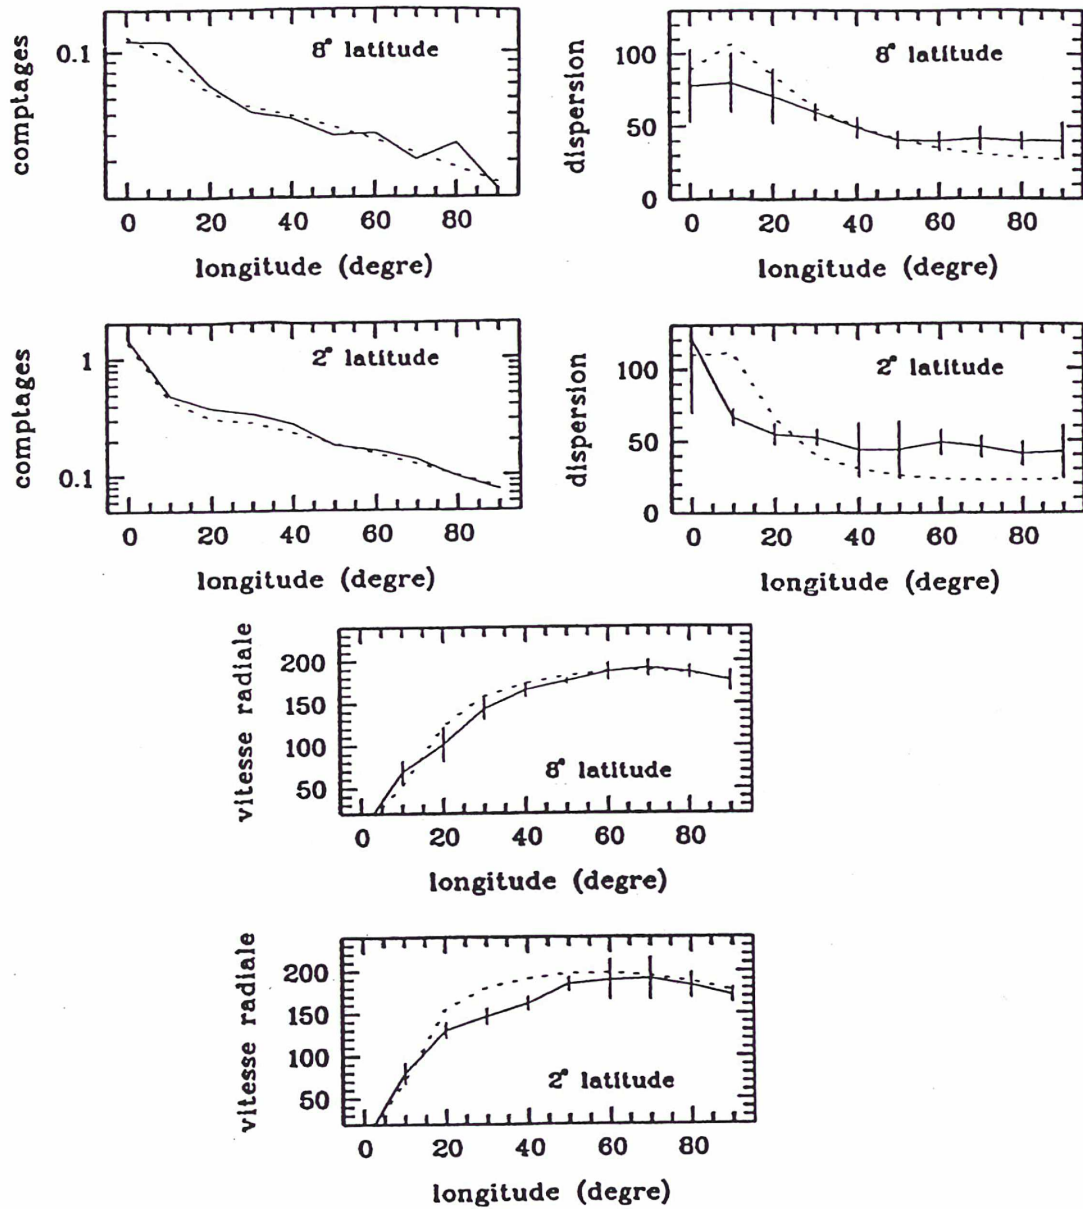 comptages
0.1
8° latitude
0 20 40 60 80
longitude (degre)
dispersion
100
50
0
8° latitude
0 20 40 60 80
longitude (degre)
comptages
1
0.1
2° latitude
0 20 40 60 80
longitude (degre)
dispersion
100
50
0
2° latitude
0 20 40 60 80
longitude (degre)
vitesse radiale
200
150
100
50
8° latitude
0 20 40 60 80
longitude (degre)
vitesse radiale
200
150
100
50
2° latitude
0 20 40 60 80
longitude (degre)